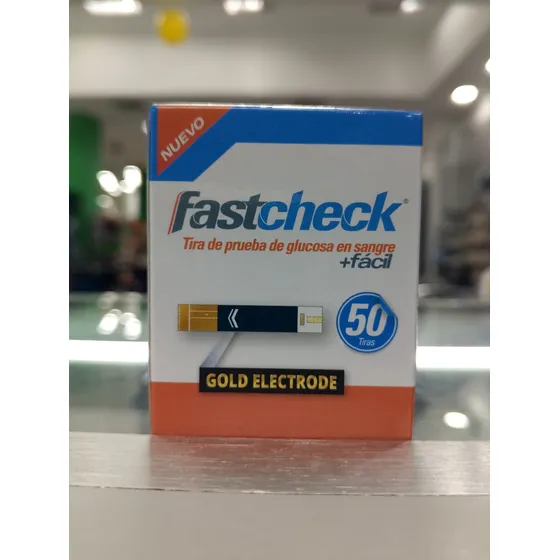 NUEVO
fastcheck®
Tira de prueba de glucosa en sangre
+fácil
50
Tiras
GOLD ELECTRODE